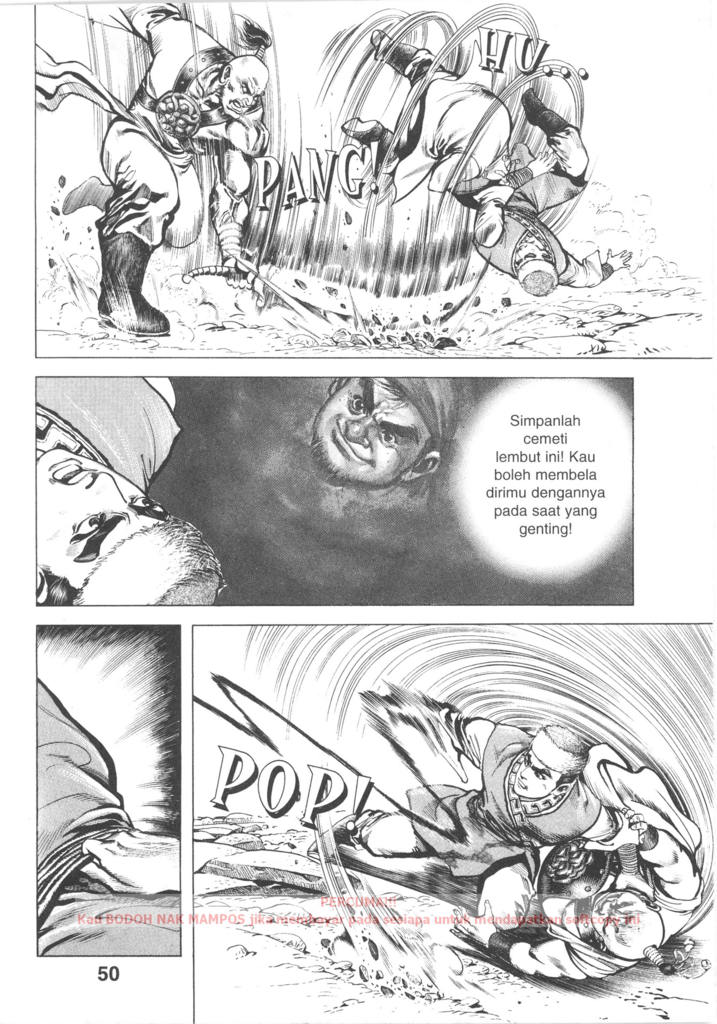 HU...
PANG!
Simpanlah
cemeti
lembut ini! Kau
boleh membela
dirimu dengannya
pada saat yang
genting!
POP!
PERCUMA!!!
Kau BODOH NAK MAMPOS jika membayar pada sesiapa untuk mendapatkan softcopy ini
50